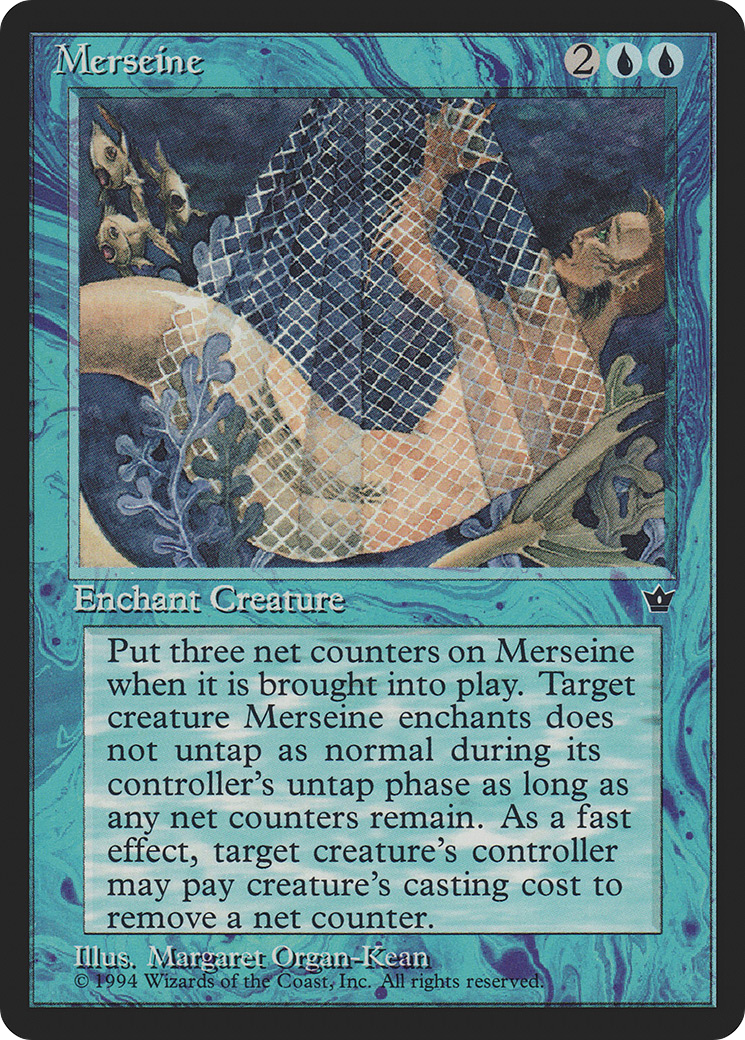 Merseine 2
Enchant Creature
Put three net counters on Merseine
when it is brought into play. Target
creature Merseine enchants does
not untap as normal during its
controller's untap phase as long as
any net counters remain. As a fast
effect, target creature's controller
may pay creature's casting cost to
remove a net counter.
Illus. Margaret Organ-Kean
© 1994 Wizards of the Coast, Inc. All rights reserved.